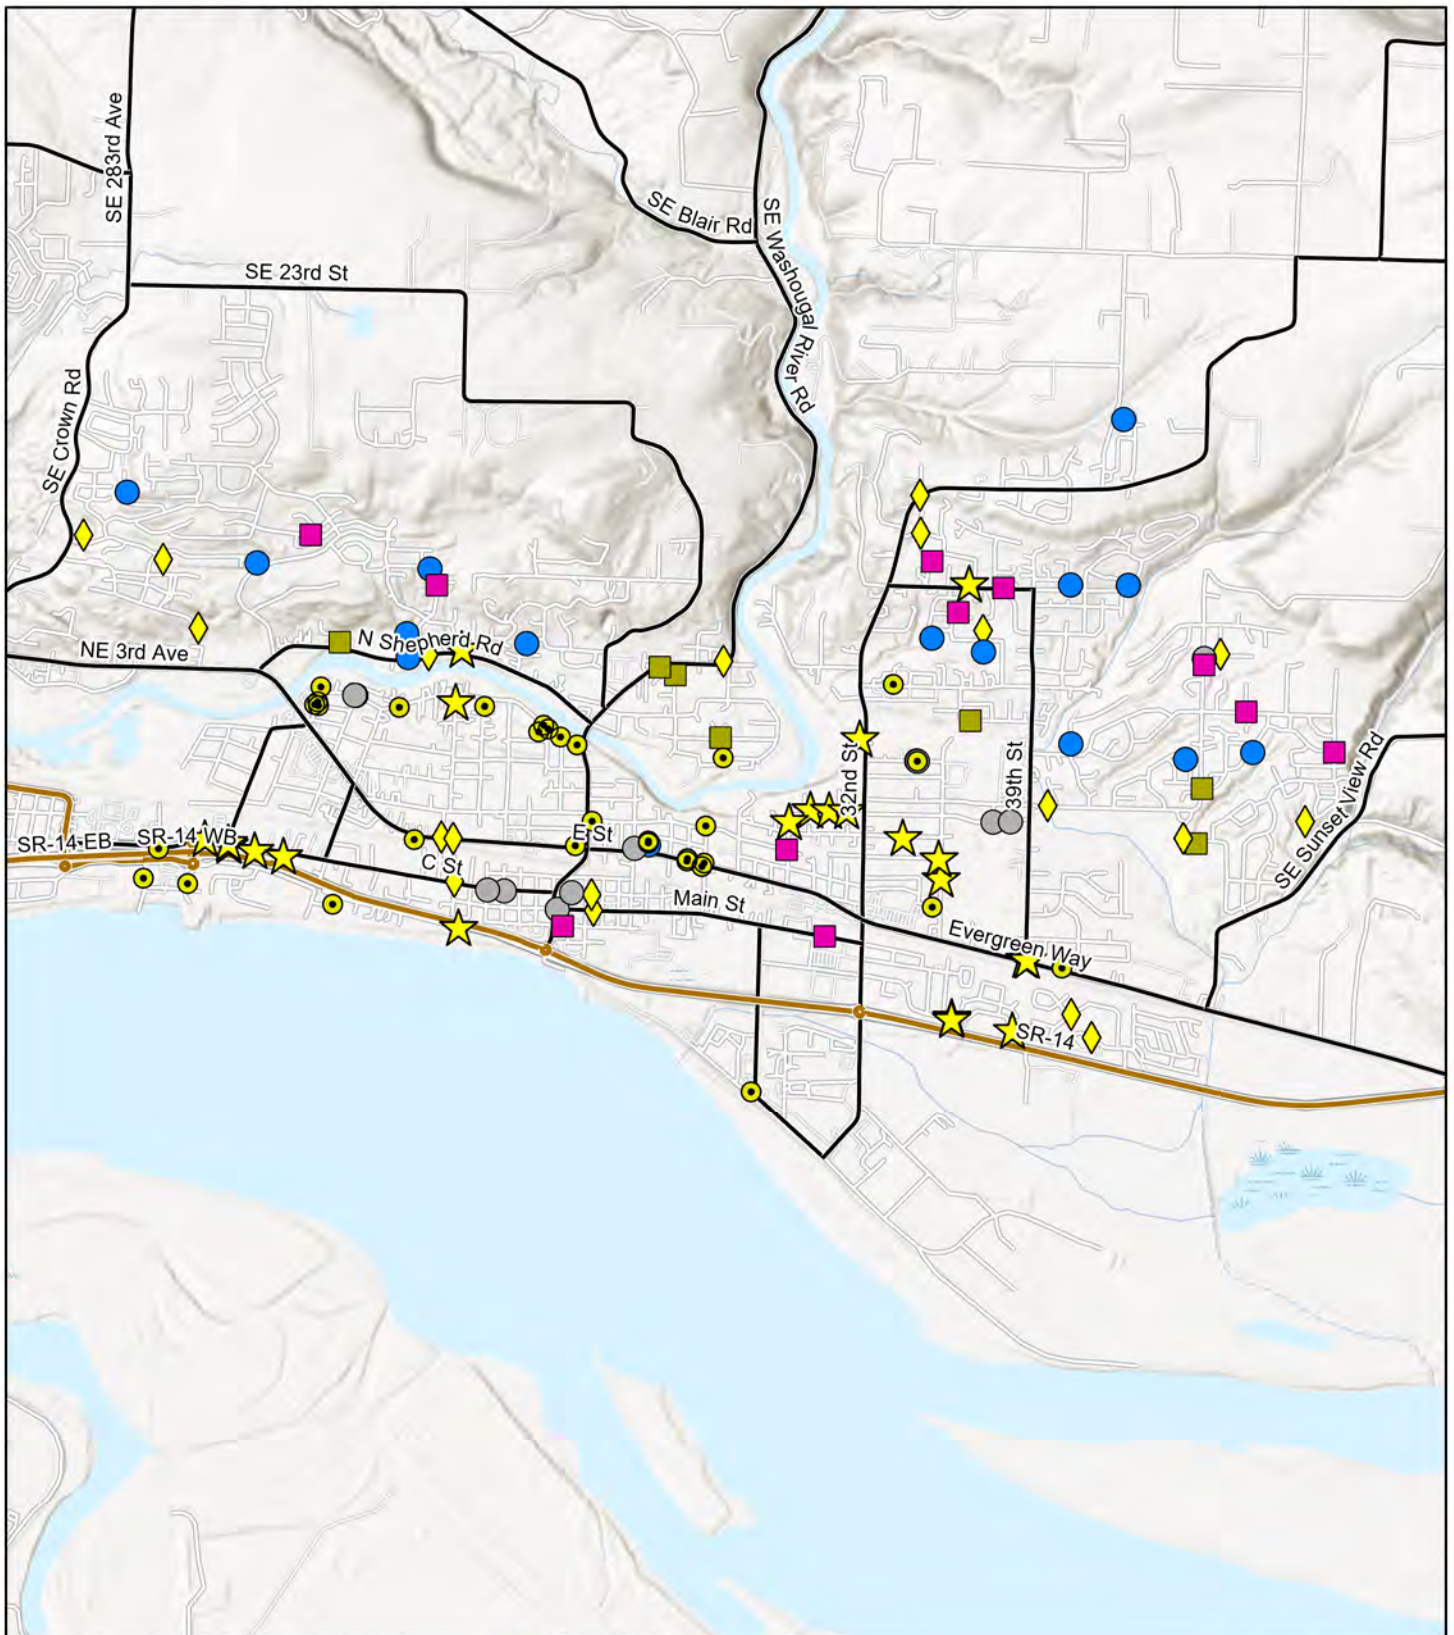 SE 283rd Ave
SE Blair Rd
SE Washougal River Rd
SE 23rd St
SE Crown Rd
N Shepherd Rd
NE 3rd Ave
32nd St
39th St
SE Sunset View Rd
SR-14 EB
SR-14 WB
E St
C St
Main St
Evergreen Way
SR-14